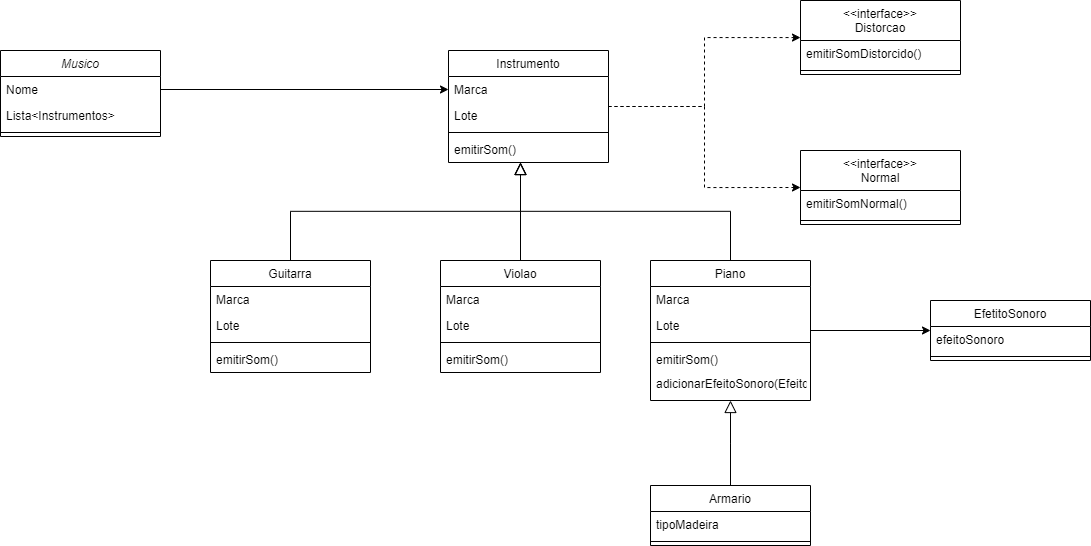 <<interface>>
Distorcao
emitirSomDistorcido()
Musico
Nome
Lista<Instrumentos>
Instrumento
Marca
Lote
emitirSom()
<<interface>>
Normal
emitirSomNormal()
Guitarra
Marca
Lote
emitirSom()
Violao
Marca
Lote
emitirSom()
Piano
Marca
Lote
emitirSom()
adicionarEfeitoSonoro(Efeito
EfetitoSonoro
efeitoSonoro
Armario
tipoMadeira